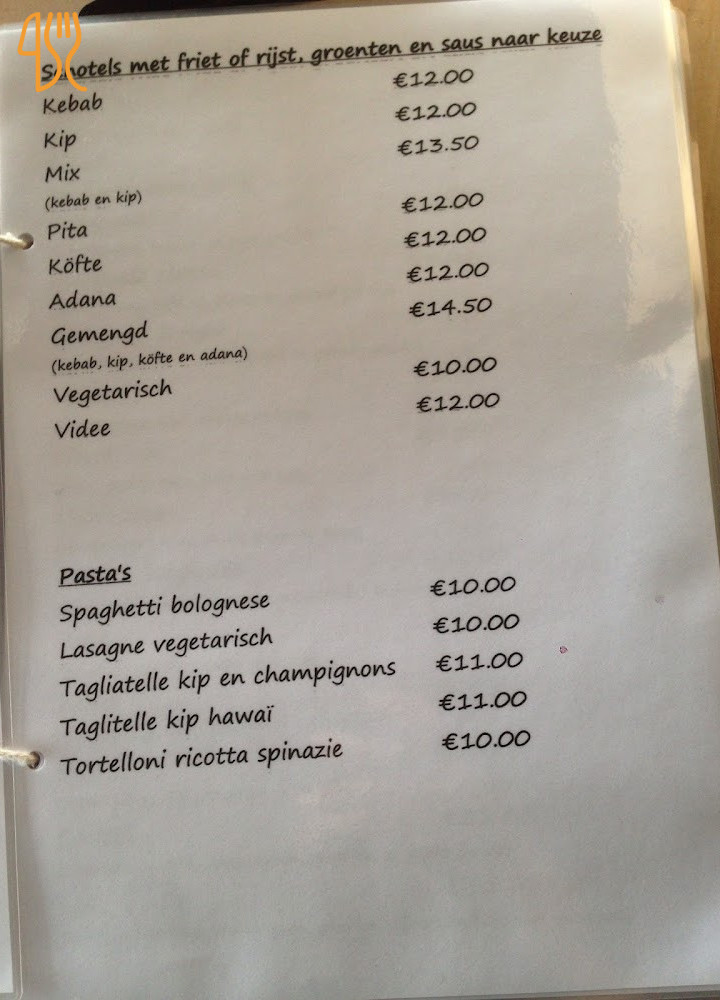 Schotels met friet of rijst, groenten en saus naar keuze
Kebab €12.00
Kip €12.00
Mix €13.50
(kebab en kip)
Pita €12.00
Köfte €12.00
Adana €12.00
Gemengd €14.50
(kebab, kip, köfte en adana)
Vegetarisch €10.00
Videe €12.00
Pasta's
Spaghetti bolognese €10.00
Lasagne vegetarisch €10.00
Tagliatelle kip en champignons €11.00
Taglitelle kip hawaï €11.00
Tortelloni ricotta spinazie €10.00